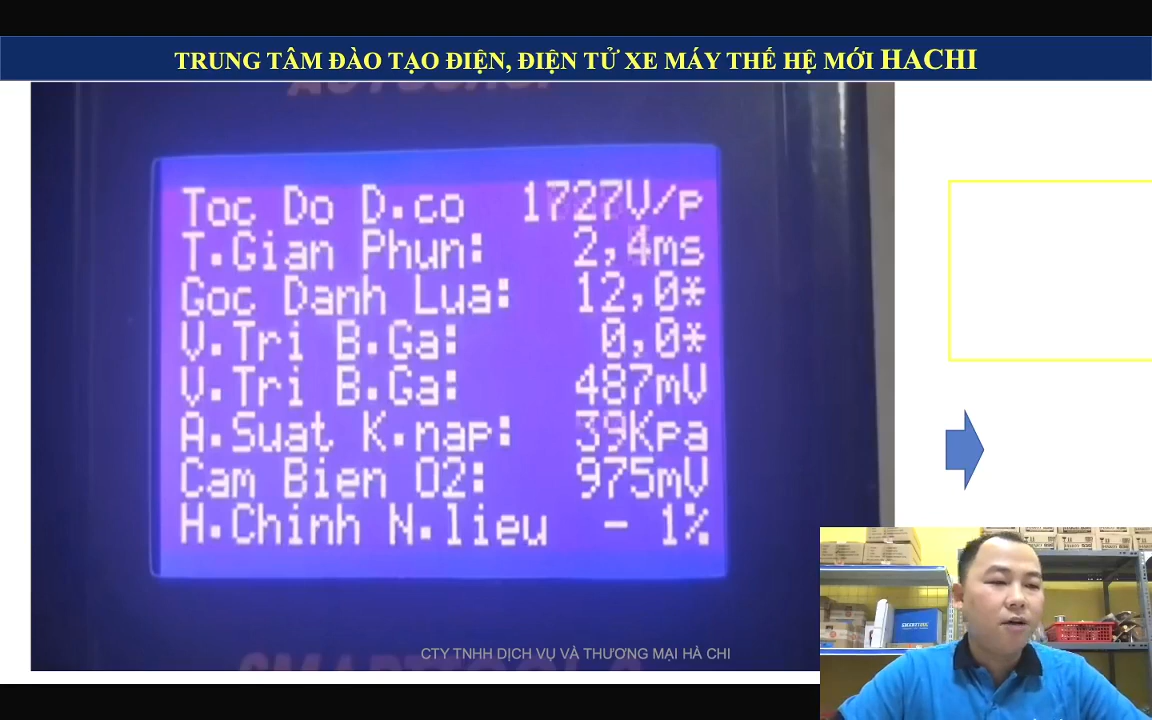 TRUNG TÂM ĐÀO TẠO ĐIỆN, ĐIỆN TỬ XE MÁY THẾ HỆ MỚI HACHI
Toc Do D.co 1727V/p
T.Gian Phun: 2,4ms
Goc Danh Lua: 12,0*
V.Tri B.Ga: 0,0*
V.Tri B.Ga: 487mV
A.Suat K.nap: 39Kpa
Cam Bien O2: 975mV
H.Chinh N.lieu - 1%
CTY TNHH DỊCH VỤ VÀ THƯƠNG MẠI HÀ CHI